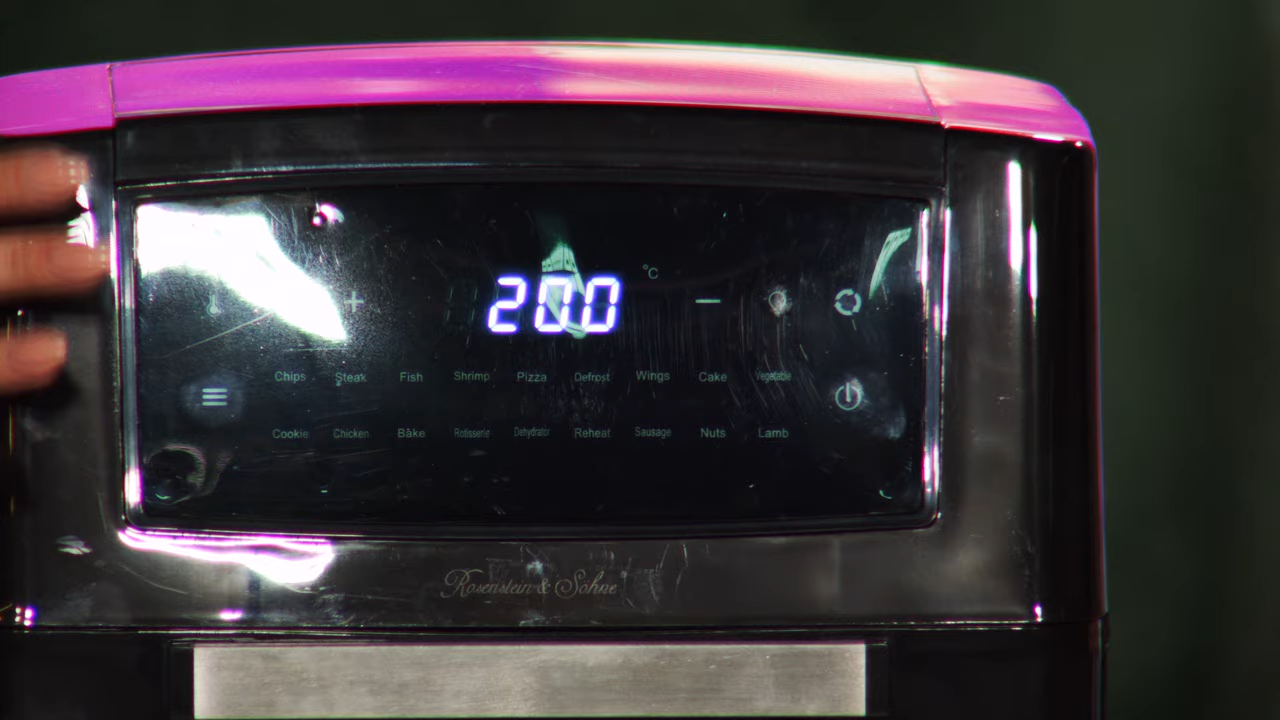 °C
200
Chips Steak Fish Shrimp Pizza Defrost Wings Cake Vegetable
Cookie Chicken Bake Rotisserie Dehydrator Reheat Sausage Nuts Lamb
Rosenstein & Söhne